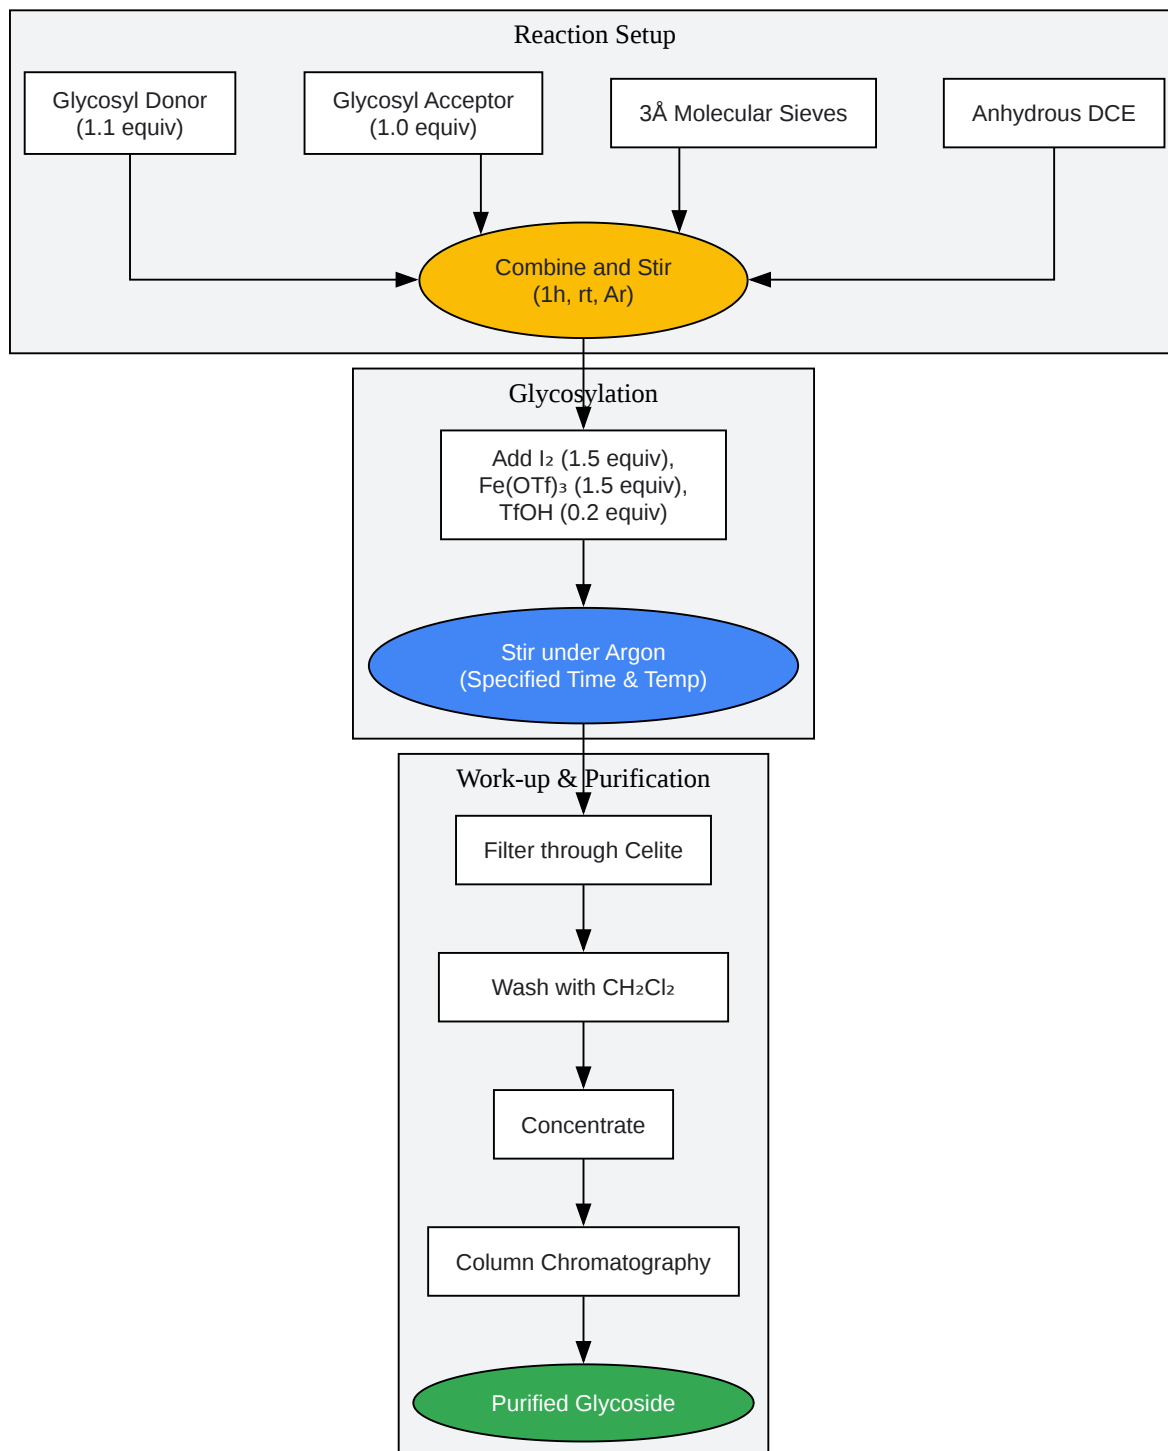 Reaction Setup
Glycosyl Donor
(1.1 equiv)
Glycosyl Acceptor
(1.0 equiv)
3Å Molecular Sieves
Anhydrous DCE
Combine and Stir
(1h, rt, Ar)
Glycosylation
Add I₂ (1.5 equiv),
Fe(OTf)₃ (1.5 equiv),
TfOH (0.2 equiv)
Stir under Argon
(Specified Time & Temp)
Work-up & Purification
Filter through Celite
Wash with CH₂Cl₂
Concentrate
Column Chromatography
Purified Glycoside